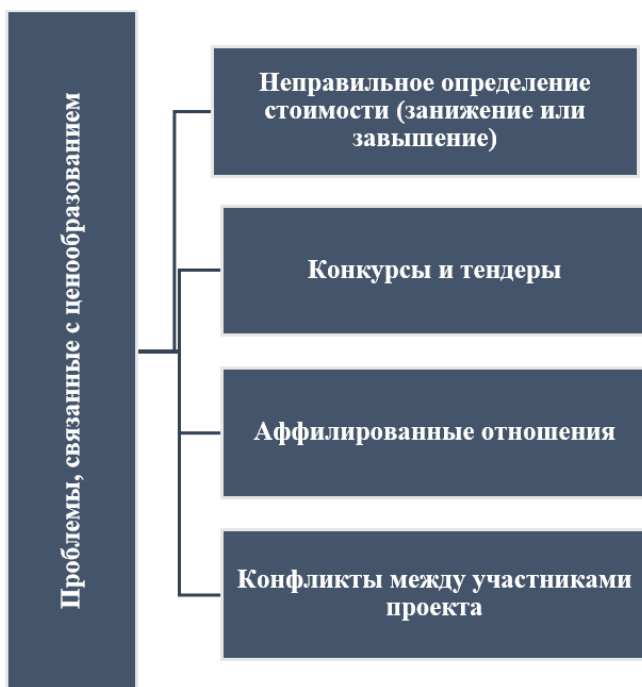 Проблемы, связанные с ценообразованием
Неправильное определение
стоимости (занижение или
завышение)
Конкурсы и тендеры
Аффилированные отношения
Конфликты между участниками
проекта